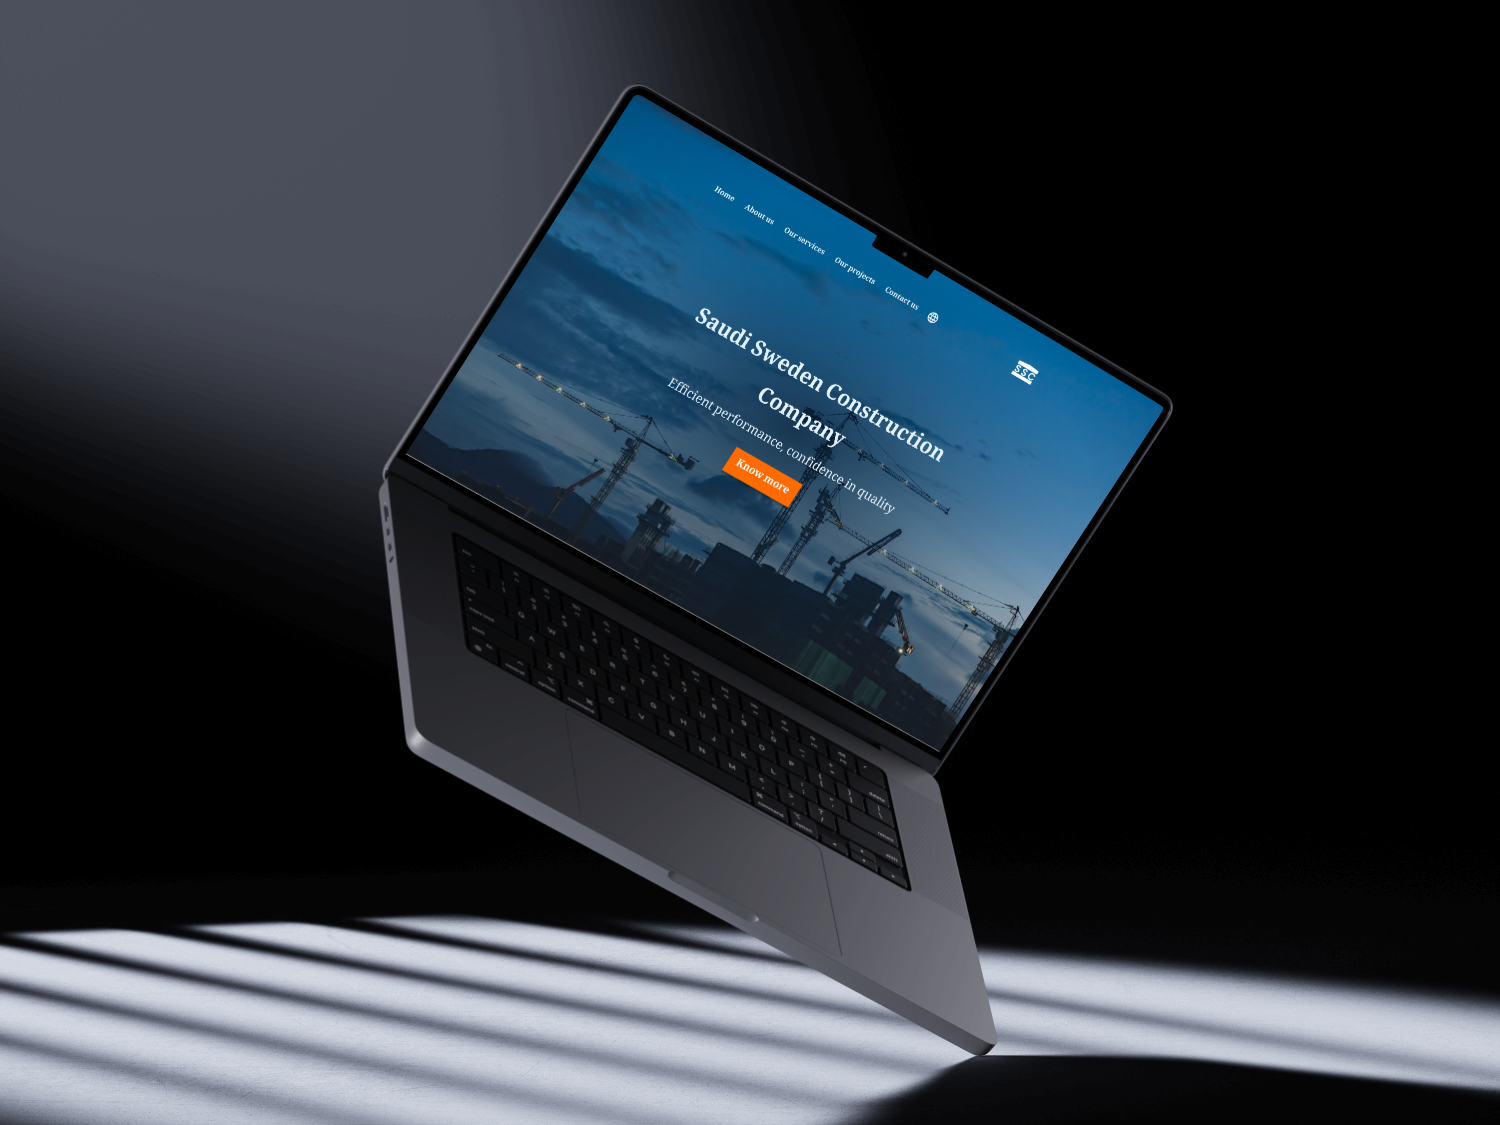 Home About us Our services Our projects Contact us
SSC
Saudi Sweden Construction
Company
Efficient performance, confidence in quality
Know more